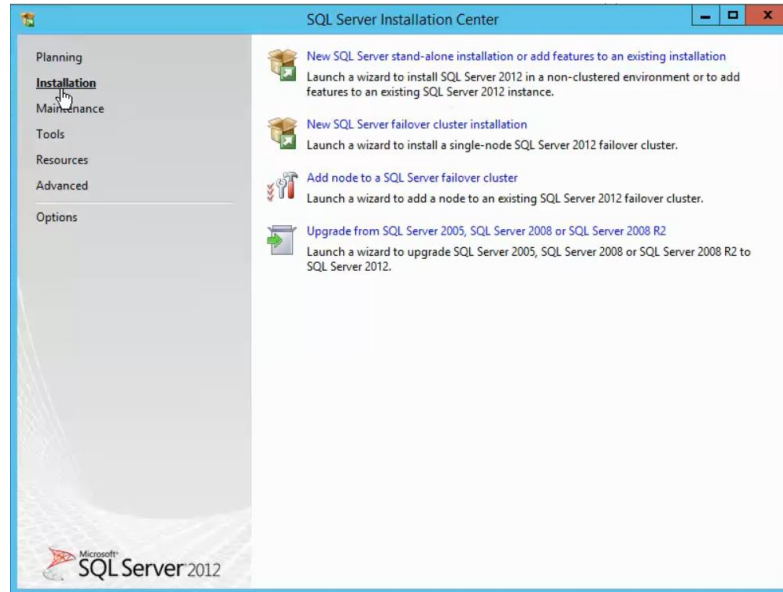 SQL Server Installation Center
Planning
Installation
Maintenance
Tools
Resources
Advanced
Options
New SQL Server stand-alone installation or add features to an existing installation
Launch a wizard to install SQL Server 2012 in a non-clustered environment or to add
features to an existing SQL Server 2012 instance.
New SQL Server failover cluster installation
Launch a wizard to install a single-node SQL Server 2012 failover cluster.
Add node to a SQL Server failover cluster
Launch a wizard to add a node to an existing SQL Server 2012 failover cluster.
Upgrade from SQL Server 2005, SQL Server 2008 or SQL Server 2008 R2
Launch a wizard to upgrade SQL Server 2005, SQL Server 2008 or SQL Server 2008 R2 to
SQL Server 2012.
Microsoft
SQL Server 2012